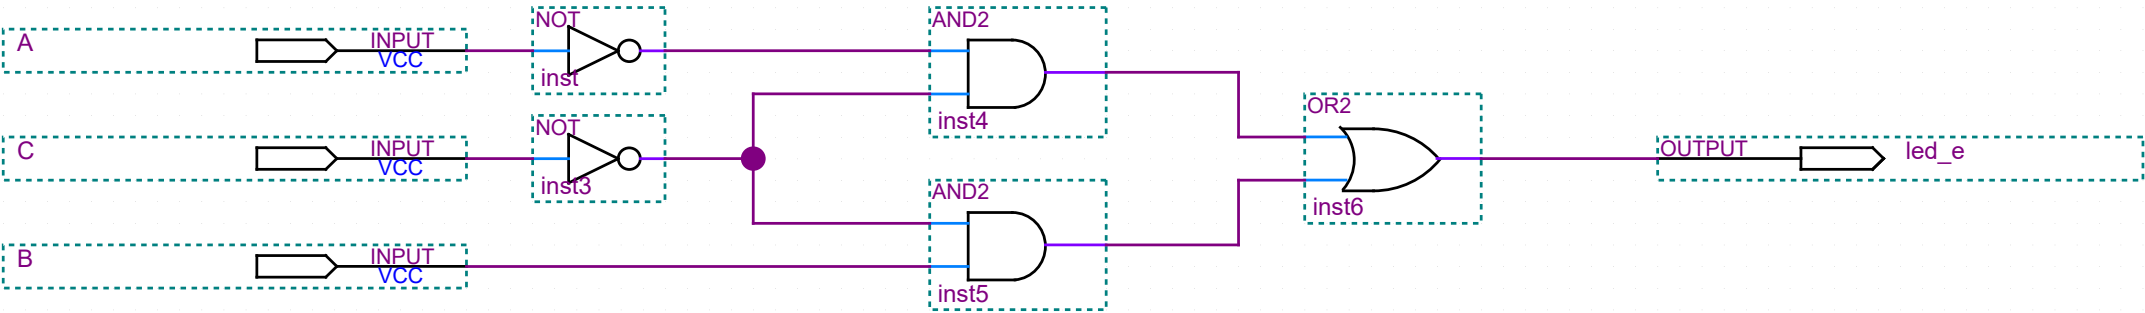 A
INPUT
VCC
NOT
inst
AND2
inst4
C
INPUT
VCC
NOT
inst3
OR2
inst6
OUTPUT
led_e
B
INPUT
VCC
AND2
inst5